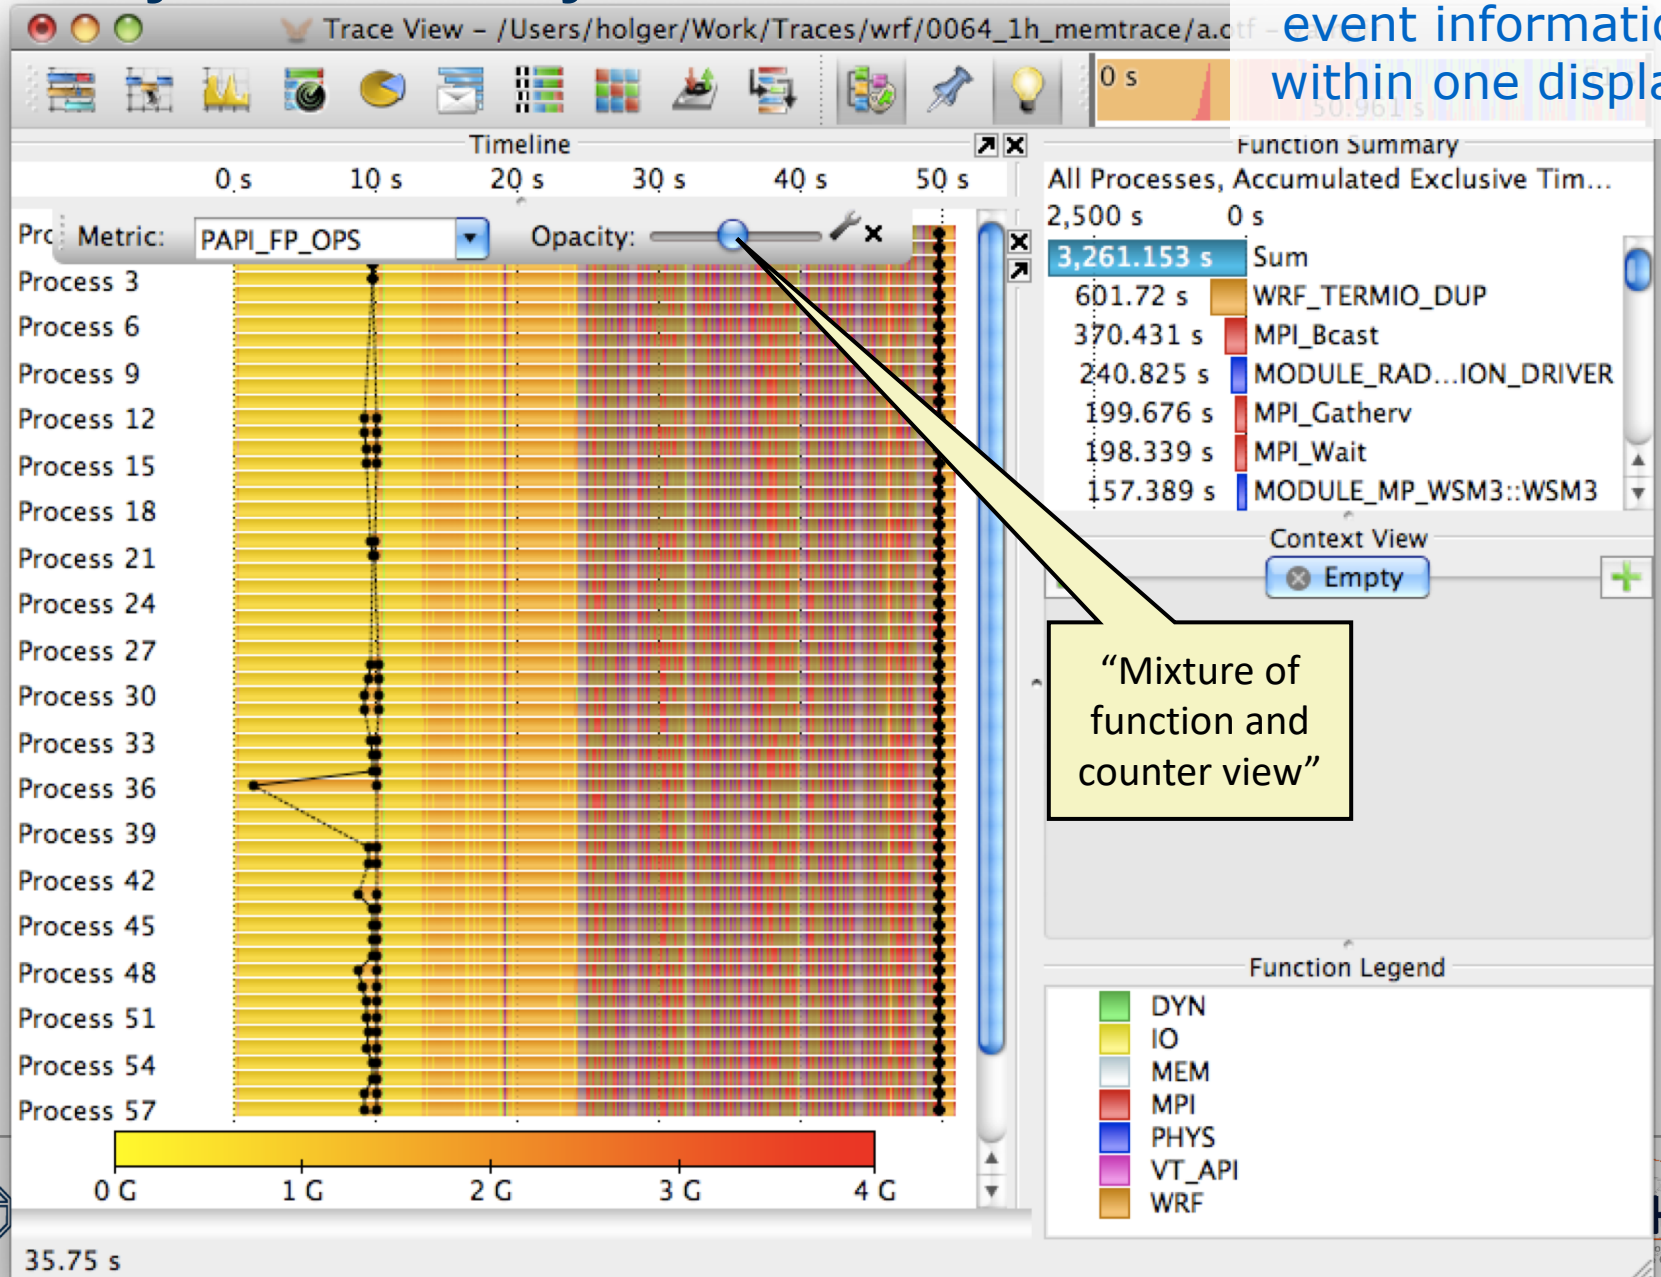 event informatio
within one displa
Trace View – /Users/holger/Work/Traces/wrf/0064_1h_memtrace/a.otf –
0 s
50.961 s
Timeline
0 s 10 s 20 s 30 s 40 s 50 s
Metric: PAPI_FP_OPS Opacity:
Process 3
Process 6
Process 9
Process 12
Process 15
Process 18
Process 21
Process 24
Process 27
Process 30
Process 33
Process 36
Process 39
Process 42
Process 45
Process 48
Process 51
Process 54
Process 57
0 G 1 G 2 G 3 G 4 G
35.75 s
Function Summary
All Processes, Accumulated Exclusive Tim...
2,500 s 0 s
3,261.153 s Sum
601.72 s WRF_TERMIO_DUP
370.431 s MPI_Bcast
240.825 s MODULE_RAD...ION_DRIVER
199.676 s MPI_Gatherv
198.339 s MPI_Wait
157.389 s MODULE_MP_WSM3::WSM3
Context View
Empty
“Mixture of
function and
counter view”
Function Legend
DYN
IO
MEM
MPI
PHYS
VT_API
WRF